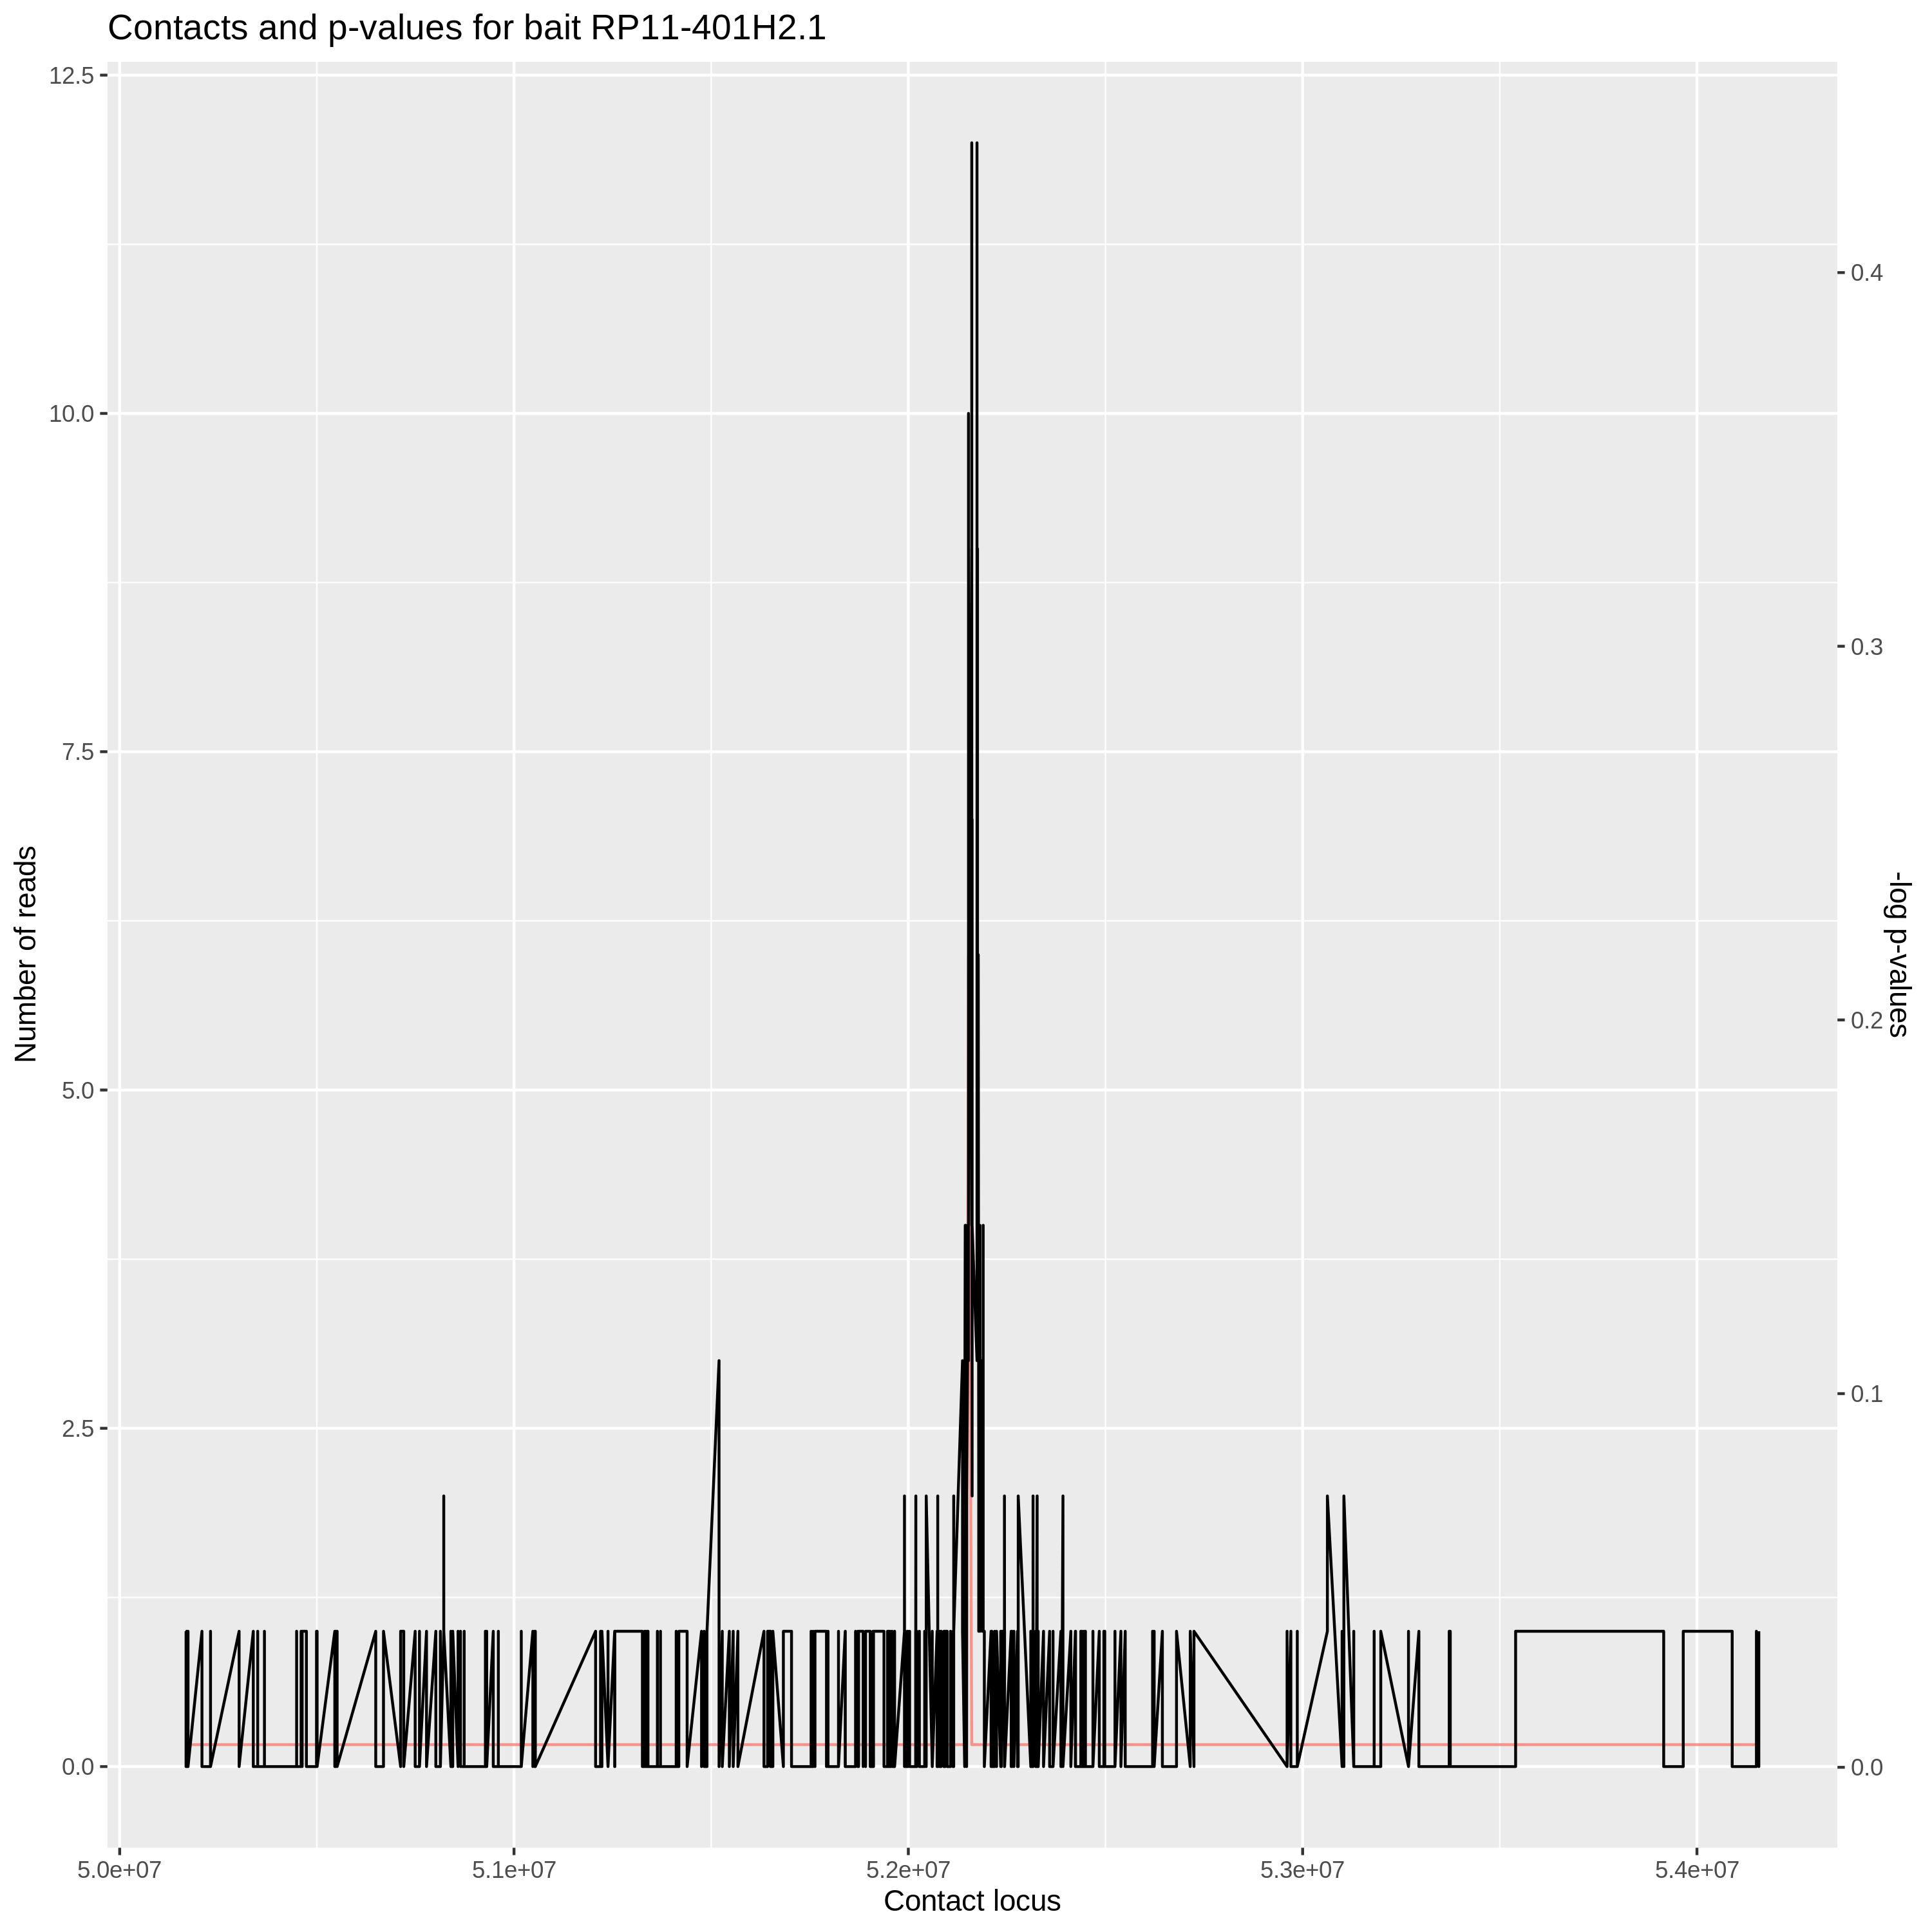 Contacts and p-values for bait RP11-401H2.1
12.5
10.0
7.5
5.0
2.5
0.0
Number of reads
0.4
0.3
0.2
0.1
0.0
-log p-values
5.0e+07
5.1e+07
5.2e+07
5.3e+07
5.4e+07
Contact locus